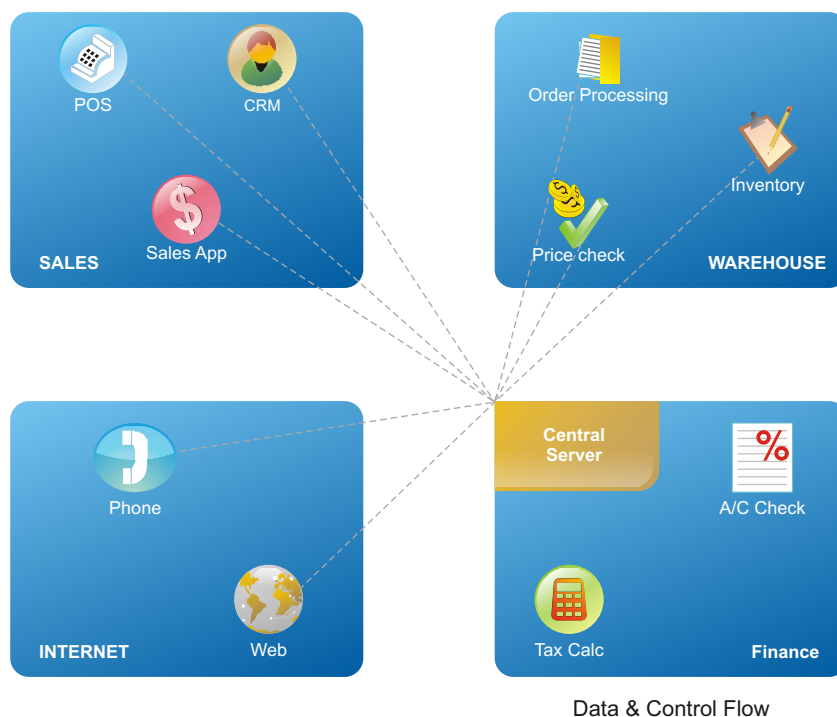 POS
CRM
Sales App
SALES
Order Processing
Inventory
Price check
WAREHOUSE
Phone
Web
INTERNET
Central
Server
A/C Check
Tax Calc
Finance
Data & Control Flow